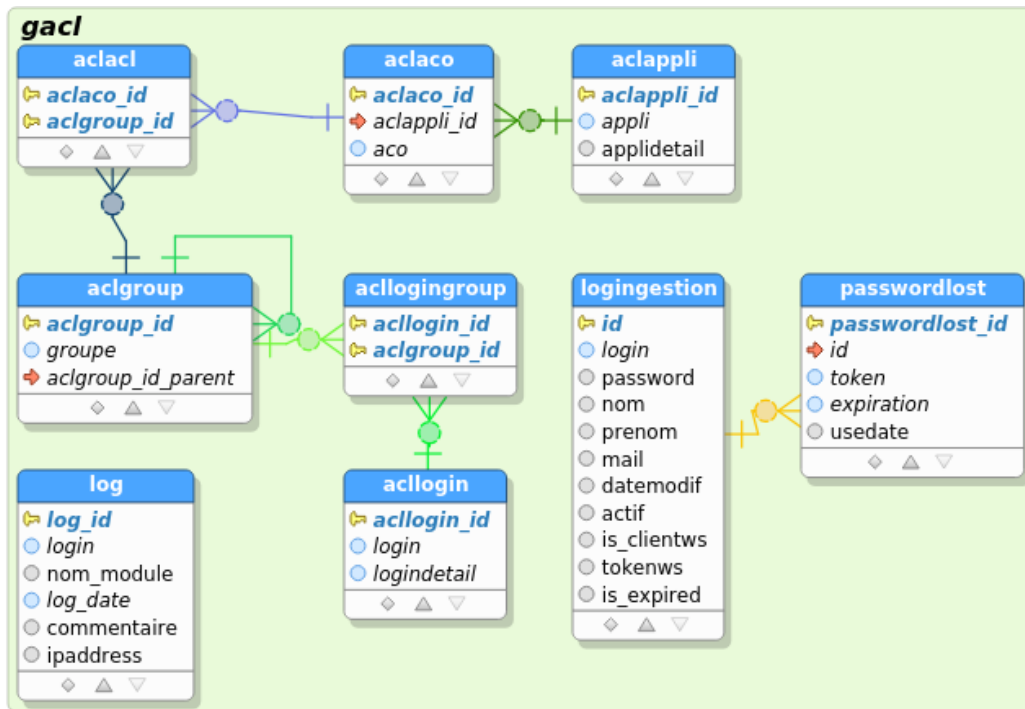 gacl
aclacl
aclaco_id
aclgroup_id
aclaco
aclaco_id
aclappli_id
aco
aclappli
aclappli_id
appli
applidetail
aclgroup
aclgroup_id
groupe
aclgroup_id_parent
acllogingroup
acllogin_id
aclgroup_id
logingestion
id
login
password
nom
prenom
mail
datemodif
actif
is_clientws
tokenws
is_expired
passwordlost
passwordlost_id
id
token
expiration
usedate
log
log_id
login
nom_module
log_date
commentaire
ipaddress
acllogin
acllogin_id
login
logindetail